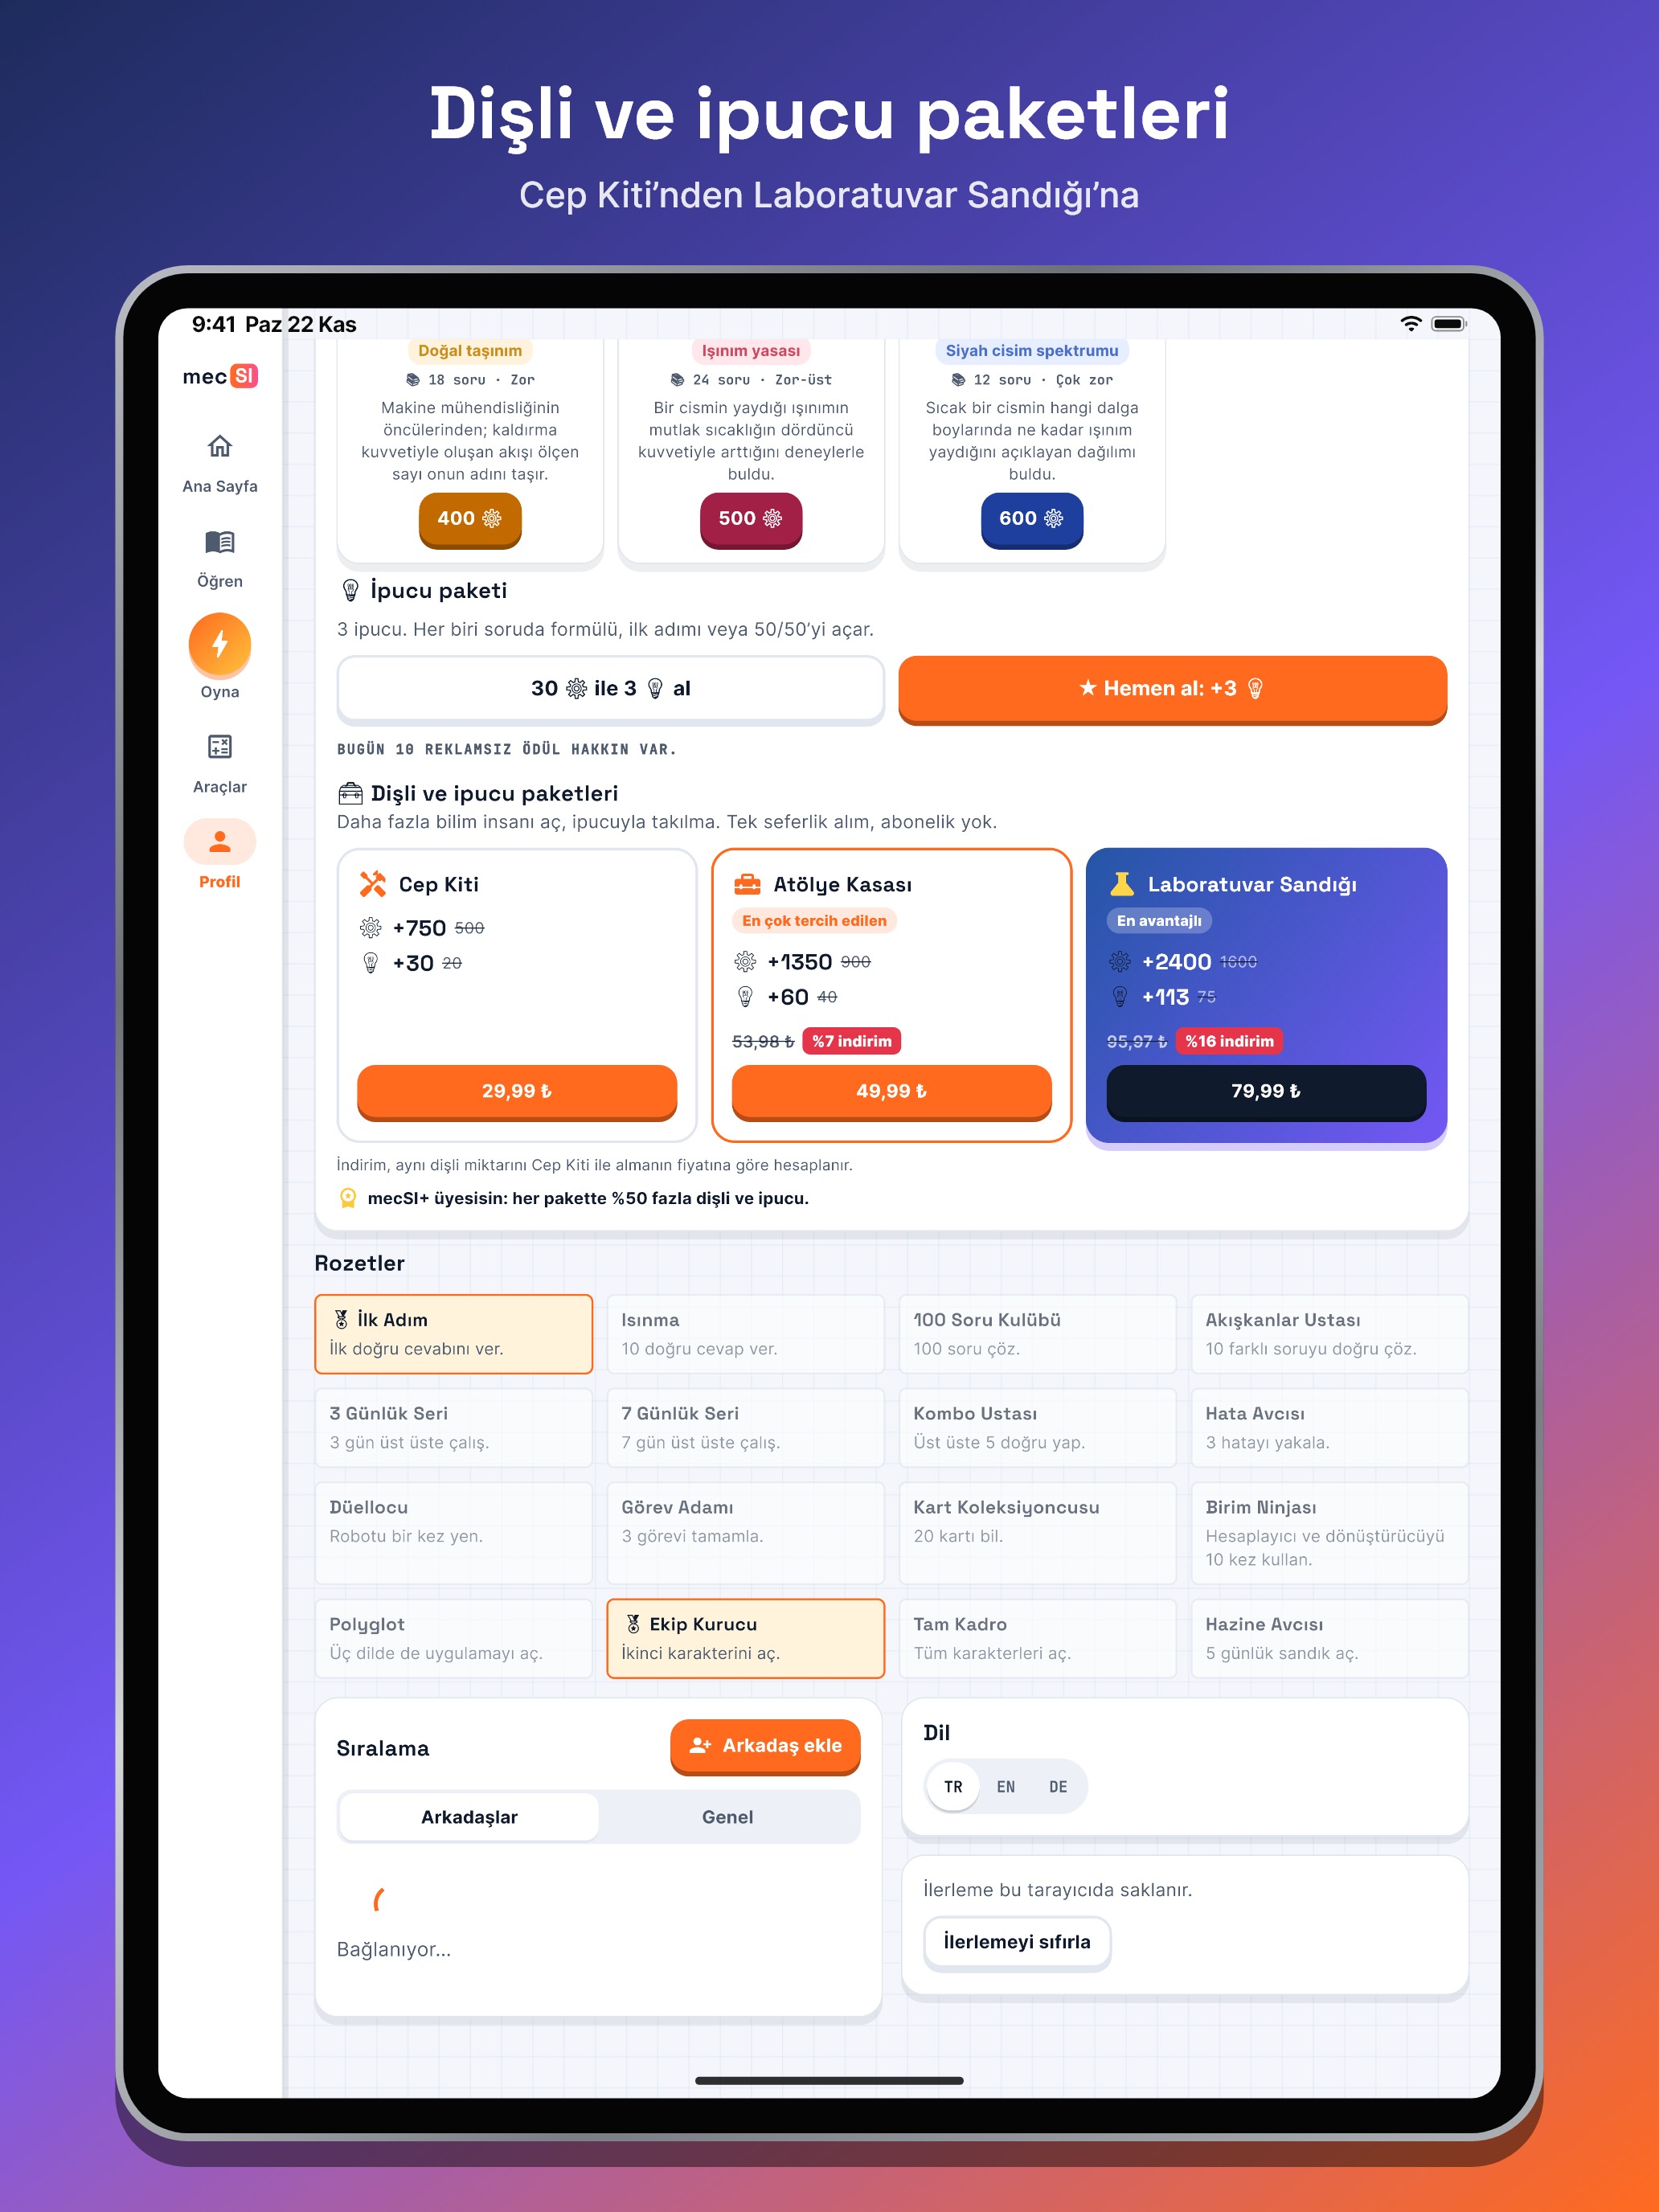 Dişli ve ipucu paketleri
Cep Kiti’nden Laboratuvar Sandığı’na
9:41 Paz 22 Kas
mec SI
Ana Sayfa
Öğren
Oyna
Araçlar
Profil
Doğal taşınım
18 soru · Zor
Makine mühendisliğinin
öncülerinden; kaldırma
kuvvetiyle oluşan akışı ölçen
sayı onun adını taşır.
400
Işınım yasası
24 soru · Zor-üst
Bir cismin yaydığı ışınımın
mutlak sıcaklığın dördüncü
kuvvetiyle arttığını deneylerle
buldu.
500
Siyah cisim spektrumu
12 soru · Çok zor
Sıcak bir cismin hangi dalga
boylarında ne kadar ışınım
yaydığını açıklayan dağılımı
buldu.
600
İpucu paketi
3 ipucu. Her biri soruda formülü, ilk adımı veya 50/50’yi açar.
30 ile 3 al
★ Hemen al: +3
BUGÜN 10 REKLAMSIZ ÖDÜL HAKKIN VAR.
Dişli ve ipucu paketleri
Daha fazla bilim insanı aç, ipucuyla takılma. Tek seferlik alım, abonelik yok.
Cep Kiti
+750 500
+30 20
29,99 ₺
Atölye Kasası
En çok tercih edilen
+1350 900
+60 40
53,98 ₺ %7 indirim
49,99 ₺
Laboratuvar Sandığı
En avantajlı
+2400 1600
+113 75
95,97 ₺ %16 indirim
79,99 ₺
İndirim, aynı dişli miktarını Cep Kiti ile almanın fiyatına göre hesaplanır.
mecSI+ üyesisin: her pakette %50 fazla dişli ve ipucu.
Rozetler
İlk Adım
İlk doğru cevabını ver.
Isınma
10 doğru cevap ver.
100 Soru Kulübü
100 soru çöz.
Akışkanlar Ustası
10 farklı soruyu doğru çöz.
3 Günlük Seri
3 gün üst üste çalış.
7 Günlük Seri
7 gün üst üste çalış.
Kombo Ustası
Üst üste 5 doğru yap.
Hata Avcısı
3 hatayı yakala.
Düellocu
Robotu bir kez yen.
Görev Adamı
3 görevi tamamla.
Kart Koleksiyoncusu
20 kartı bil.
Birim Ninjası
Hesaplayıcı ve dönüştürücüyü
10 kez kullan.
Polyglot
Üç dilde de uygulamayı aç.
Ekip Kurucu
İkinci karakterini aç.
Tam Kadro
Tüm karakterleri aç.
Hazine Avcısı
5 günlük sandık aç.
Sıralama
Arkadaş ekle
Arkadaşlar
Genel
Bağlanıyor…
Dil
TR EN DE
İlerleme bu tarayıcıda saklanır.
İlerlemeyi sıfırla